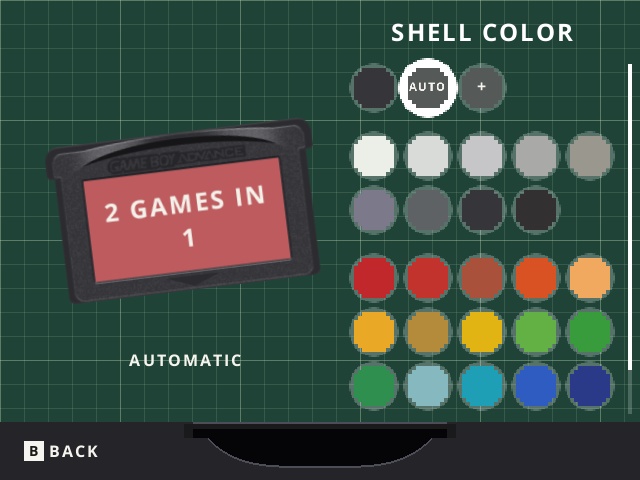 SHELL COLOR
AUTO
+
GAME BOY ADVANCE
2 GAMES IN
1
AUTOMATIC
B BACK